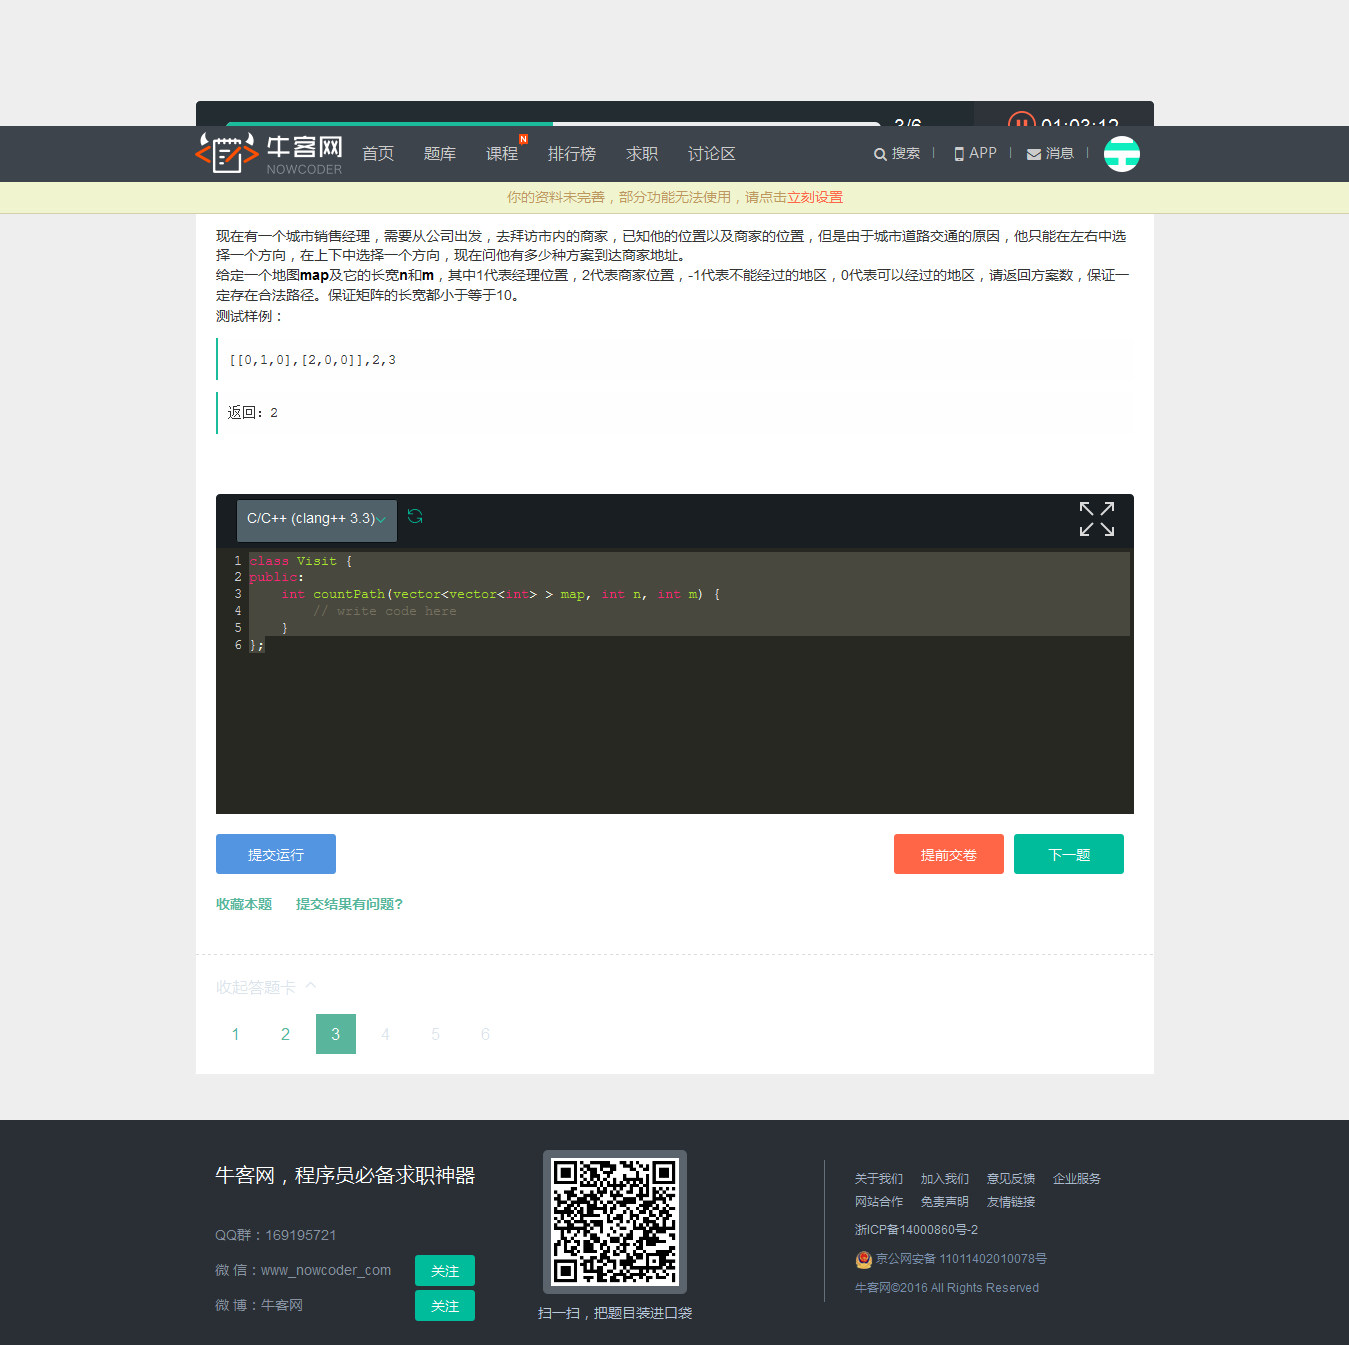 3/6
01:03:12
牛客网
NOWCODER
首页
题库
课程
N
排行榜
求职
讨论区
搜索
APP
消息
你的资料未完善，部分功能无法使用，请点击立刻设置
现在有一个城市销售经理，需要从公司出发，去拜访市内的商家，已知他的位置以及商家的位置，但是由于城市道路交通的原因，他只能在左右中选
择一个方向，在上下中选择一个方向，现在问他有多少种方案到达商家地址。
给定一个地图map及它的长宽n和m，其中1代表经理位置，2代表商家位置，-1代表不能经过的地区，0代表可以经过的地区，请返回方案数，保证一
定存在合法路径。保证矩阵的长宽都小于等于10。
测试样例：
[[0,1,0],[2,0,0]],2,3
返回：2
C/C++ (clang++ 3.3)
1 class Visit {
2 public:
3     int countPath(vector<vector<int> > map, int n, int m) {
4         // write code here
5     }
6 };
提交运行
提前交卷
下一题
收藏本题
提交结果有问题?
收起答题卡
1 2 3 4 5 6
牛客网，程序员必备求职神器
QQ群：169195721
微 信：www_nowcoder_com
关注
微 博：牛客网
关注
扫一扫，把题目装进口袋
关于我们 加入我们 意见反馈 企业服务
网站合作 免责声明 友情链接
浙ICP备14000860号-2
京公网安备 11011402010078号
牛客网©2016 All Rights Reserved